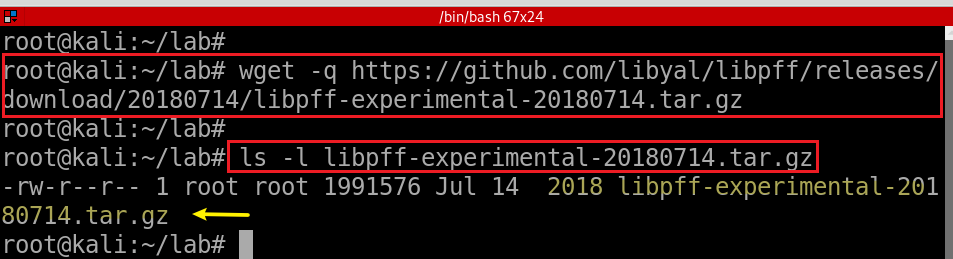 /bin/bash 67x24
root@kali:~/lab#
root@kali:~/lab# wget -q https://github.com/libyal/libpff/releases/
download/20180714/libpff-experimental-20180714.tar.gz
root@kali:~/lab#
root@kali:~/lab# ls -l libpff-experimental-20180714.tar.gz
-rw-r--r-- 1 root root 1991576 Jul 14  2018 libpff-experimental-201
80714.tar.gz
root@kali:~/lab#